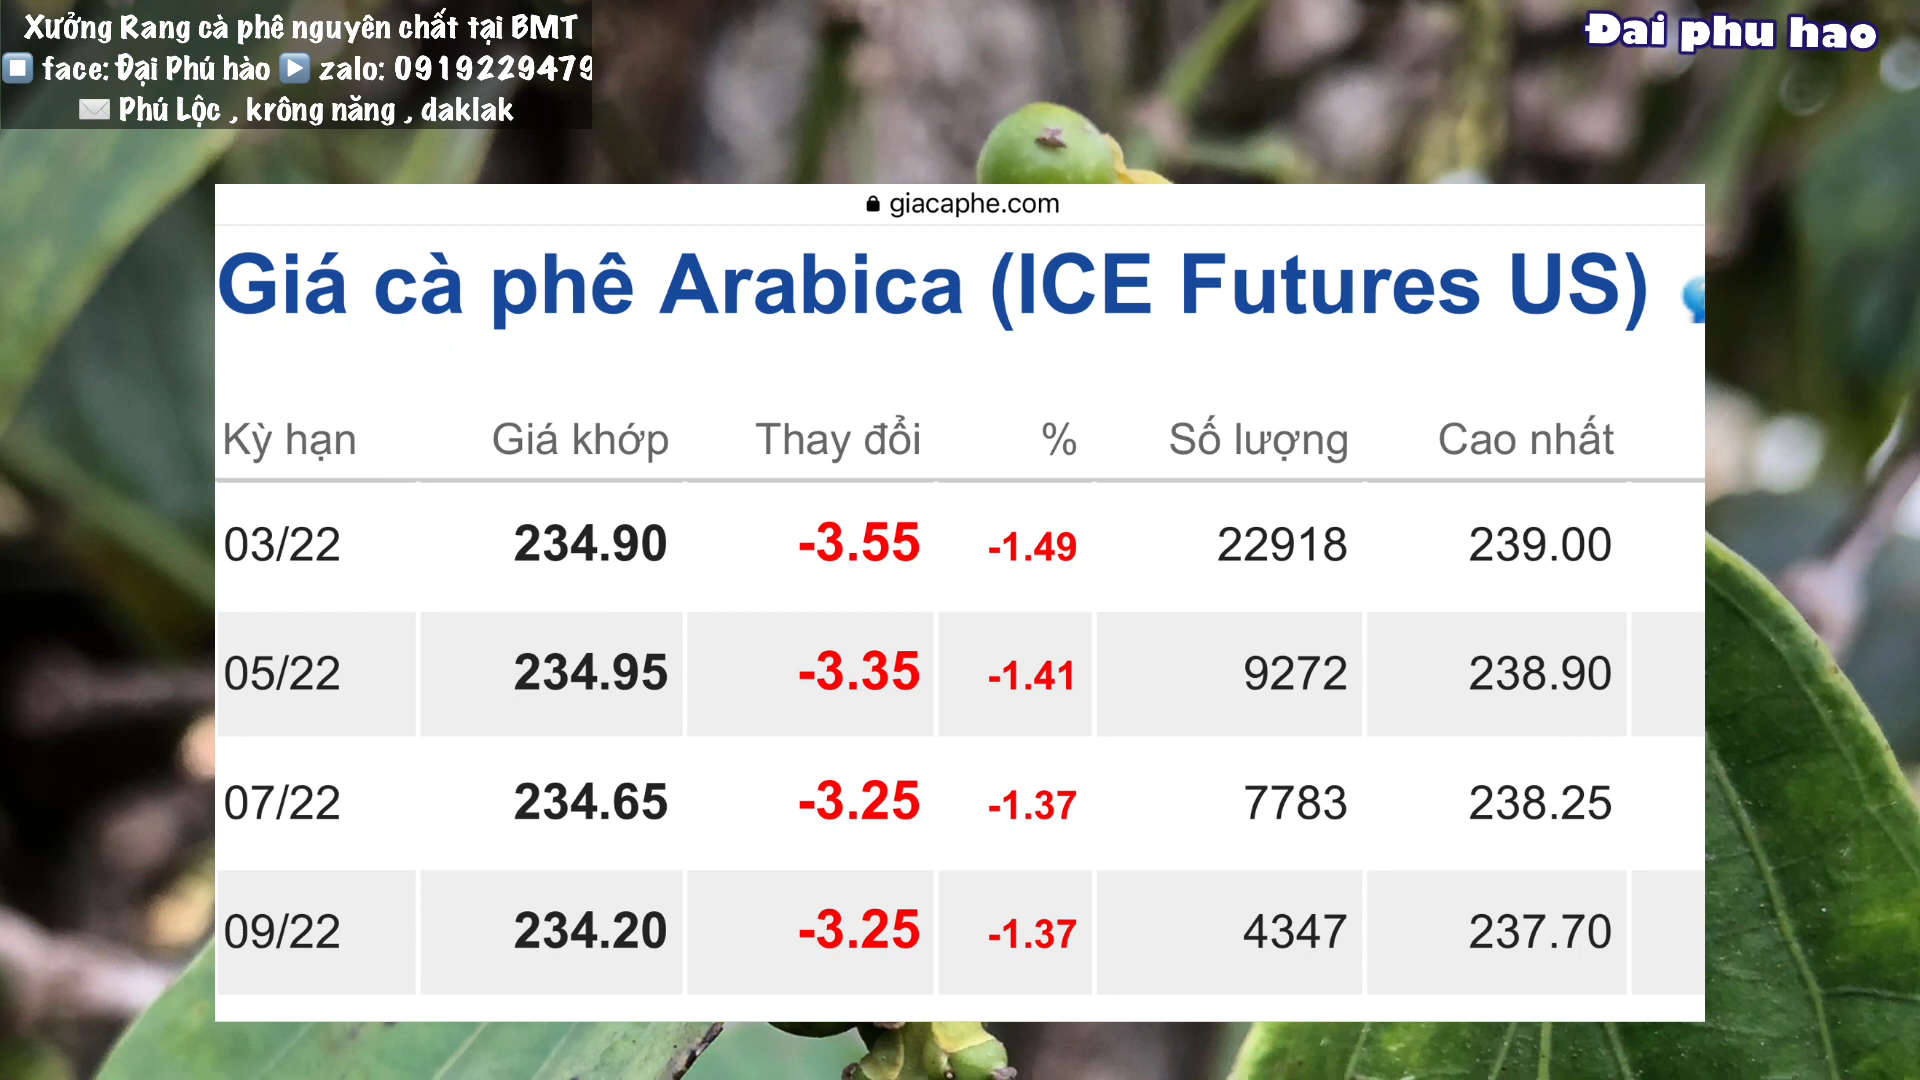 Xưởng Rang cà phê nguyên chất tại BMT
face: Đại Phú hào ▶ zalo: 0919229479
Phú Lộc , krông năng , daklak
Đai phu hao
giacaphe.com
Giá cà phê Arabica (ICE Futures US)
Kỳ hạn Giá khớp Thay đổi % Số lượng Cao nhất
03/22 234.90 -3.55 -1.49 22918 239.00
05/22 234.95 -3.35 -1.41 9272 238.90
07/22 234.65 -3.25 -1.37 7783 238.25
09/22 234.20 -3.25 -1.37 4347 237.70